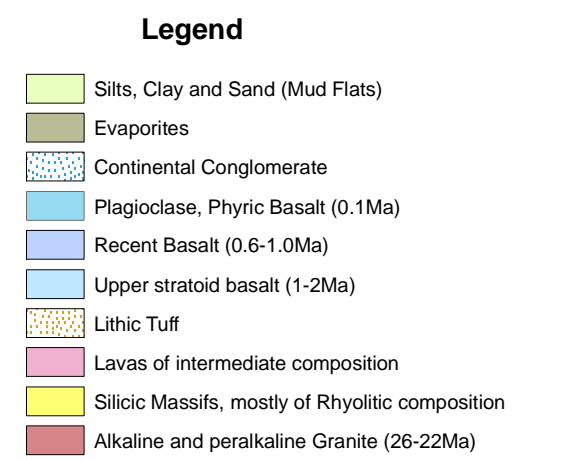 Legend
Silts, Clay and Sand (Mud Flats)
Evaporites
Continental Conglomerate
Plagioclase, Phyric Basalt (0.1Ma)
Recent Basalt (0.6-1.0Ma)
Upper stratoid basalt (1-2Ma)
Lithic Tuff
Lavas of intermediate composition
Silicic Massifs, mostly of Rhyolitic composition
Alkaline and peralkaline Granite (26-22Ma)